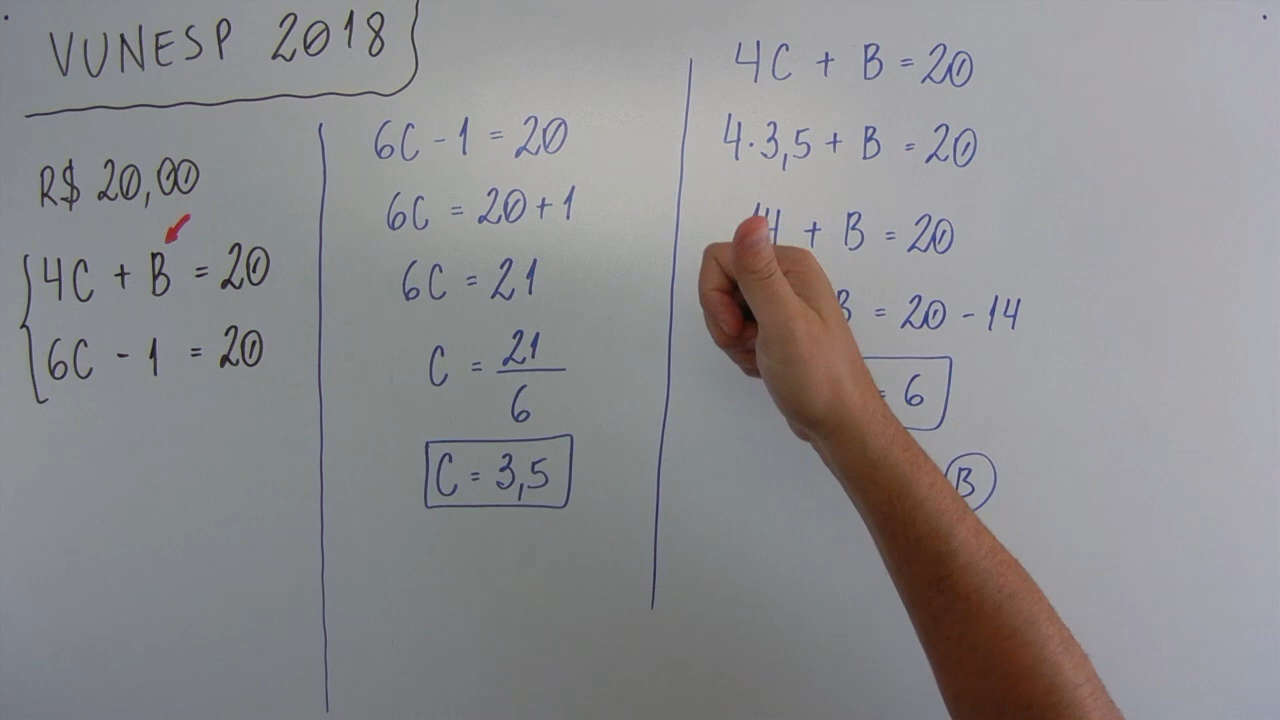 VUNESP 2018
R$ 20,00
4C + B = 20
6C - 1 = 20
6C - 1 = 20
6C = 20 + 1
6C = 21
C = 21
6
C = 3,5
4C + B = 20
4·3,5 + B = 20
+ B = 20
B = 20 - 14
= 6
B